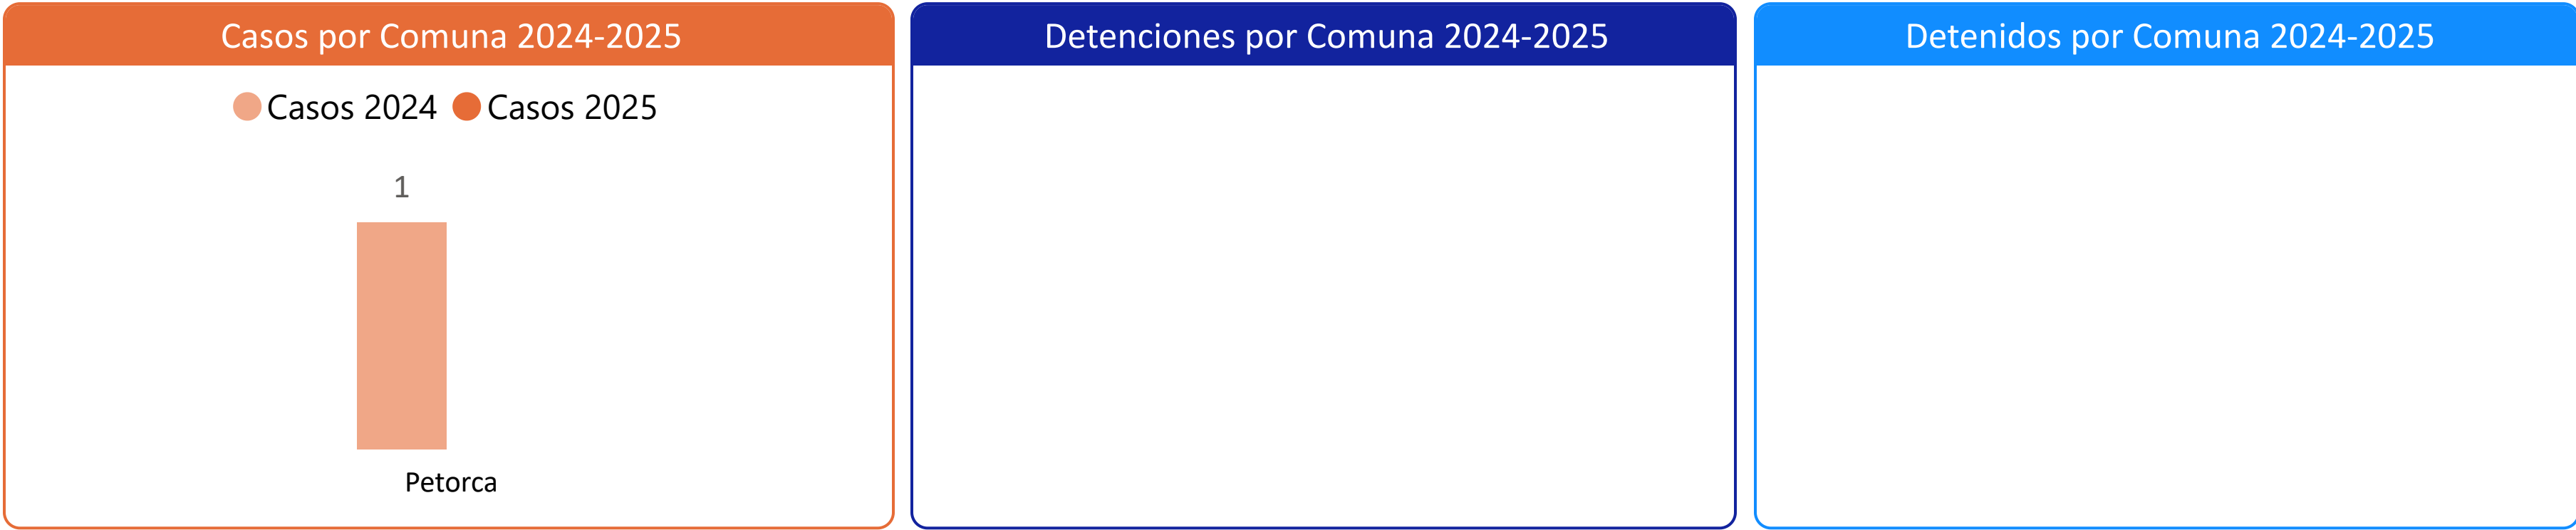 Casos por Comuna 2024-2025
Casos 2024 Casos 2025
1
Petorca
Detenciones por Comuna 2024-2025
Detenidos por Comuna 2024-2025